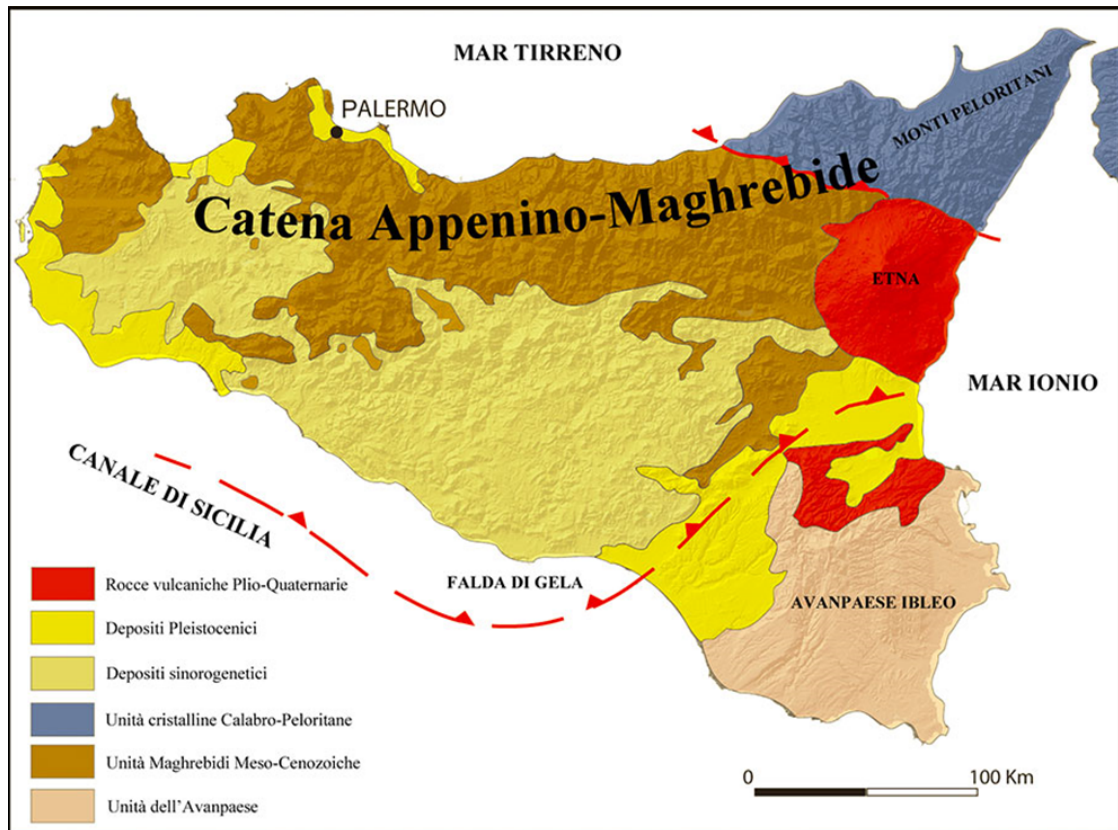 MAR TIRRENO
PALERMO
MONTI PELORITANI
Catena Appenino-Maghrebide
ETNA
MAR IONIO
CANALE DI SICILIA
FALDA DI GELA
AVANPAESE IBLEO
Rocce vulcaniche Plio-Quaternarie
Depositi Pleistocenici
Depositi sinorogenetici
Unità cristalline Calabro-Peloritane
Unità Maghrebidi Meso-Cenozoiche
Unità dell'Avanpaese
0 100 Km